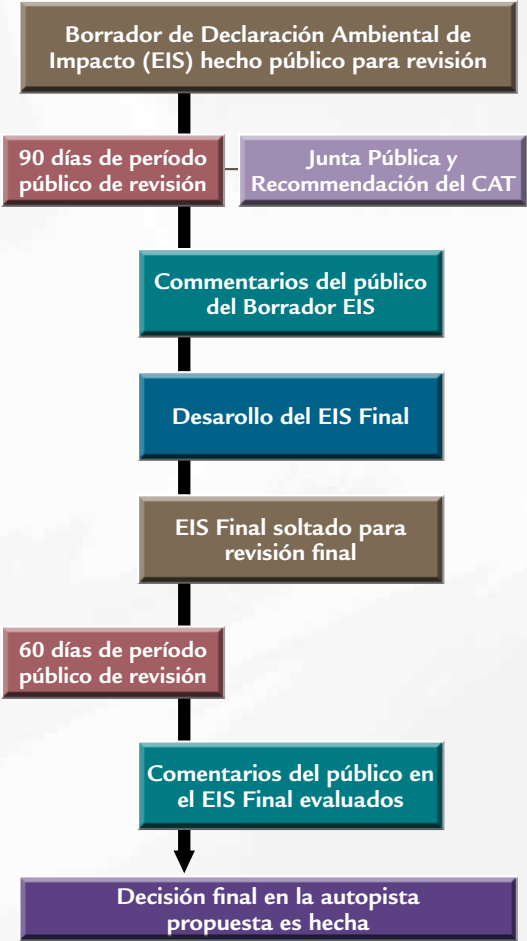 Borrador de Declaración Ambiental de
Impacto (EIS) hecho público para revisión
90 días de período
público de revisión
Junta Pública y
Recommendación del CAT
Commentarios del público
del Borrador EIS
Desarollo del EIS Final
EIS Final soltado para
revisión final
60 días de período
público de revisión
Comentarios del público en
el EIS Final evaluados
Decisión final en la autopista
propuesta es hecha